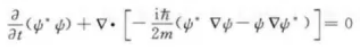 ∂/∂t(ψ* ψ) + ∇·[−iħ/2m(ψ* ∇ψ − ψ∇ψ*)] = 0